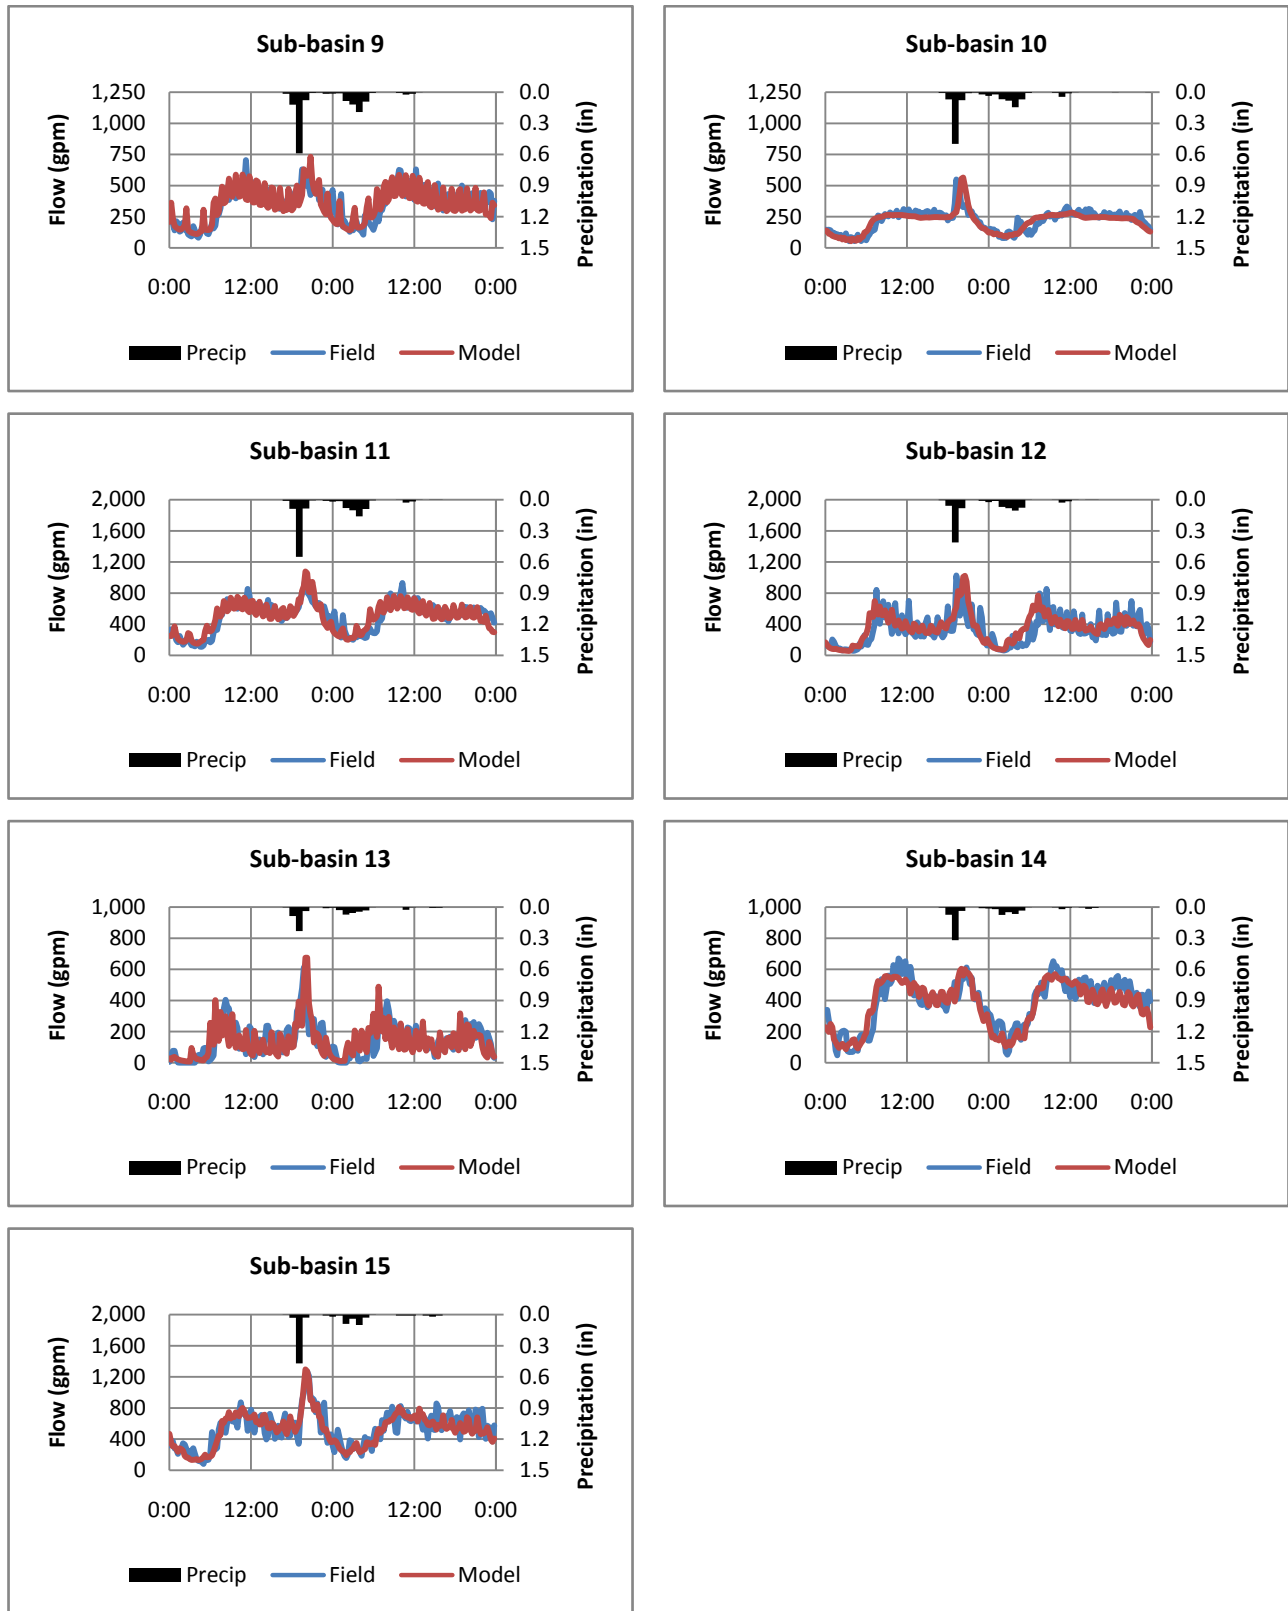 Sub-basin 9
Flow (gpm)
1,250
1,000
750
500
250
0
0.0
0.3
0.6
0.9
1.2
1.5
Precipitation (in)
0:00 12:00 0:00 12:00 0:00
Precip Field Model
Sub-basin 10
Flow (gpm)
1,250
1,000
750
500
250
0
0.0
0.3
0.6
0.9
1.2
1.5
Precipitation (in)
0:00 12:00 0:00 12:00 0:00
Precip Field Model
Sub-basin 11
Flow (gpm)
2,000
1,600
1,200
800
400
0
0.0
0.3
0.6
0.9
1.2
1.5
Precipitation (in)
0:00 12:00 0:00 12:00 0:00
Precip Field Model
Sub-basin 12
Flow (gpm)
2,000
1,600
1,200
800
400
0
0.0
0.3
0.6
0.9
1.2
1.5
Precipitation (in)
0:00 12:00 0:00 12:00 0:00
Precip Field Model
Sub-basin 13
Flow (gpm)
1,000
800
600
400
200
0
0.0
0.3
0.6
0.9
1.2
1.5
Precipitation (in)
0:00 12:00 0:00 12:00 0:00
Precip Field Model
Sub-basin 14
Flow (gpm)
1,000
800
600
400
200
0
0.0
0.3
0.6
0.9
1.2
1.5
Precipitation (in)
0:00 12:00 0:00 12:00 0:00
Precip Field Model
Sub-basin 15
Flow (gpm)
2,000
1,600
1,200
800
400
0
0.0
0.3
0.6
0.9
1.2
1.5
Precipitation (in)
0:00 12:00 0:00 12:00 0:00
Precip Field Model